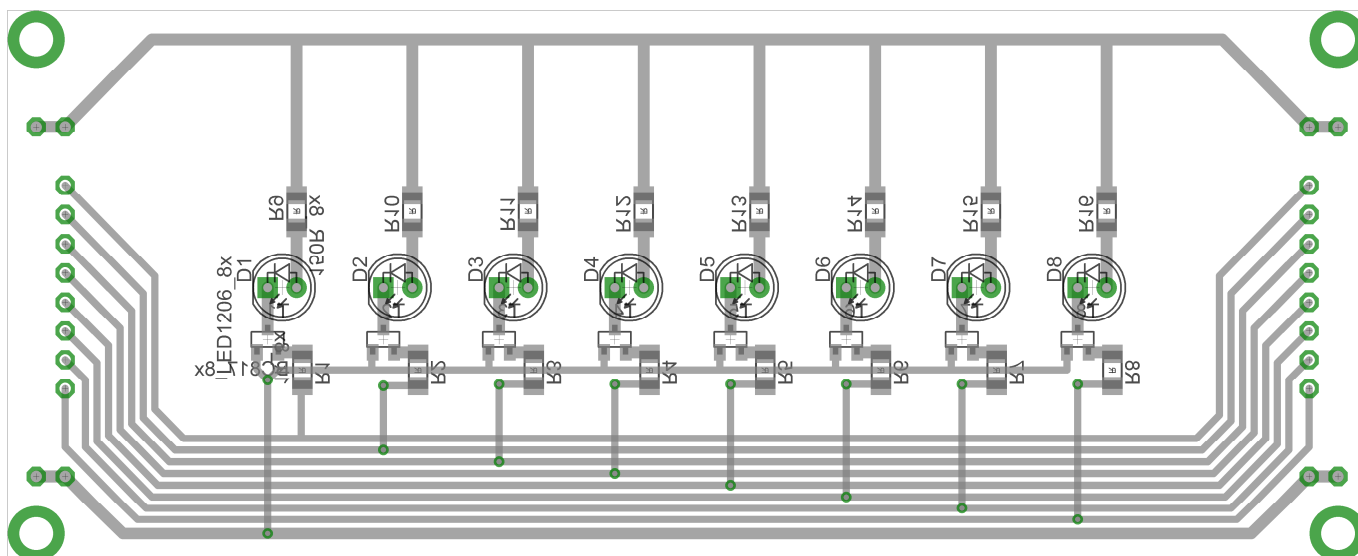 R9
R10
R11
R12
R13
R14
R15
R16
150R 8x
D1
D2
D3
D4
D5
D6
D7
D8
LED1206_8x
R1
R2
R3
R4
R5
R6
R7
R8